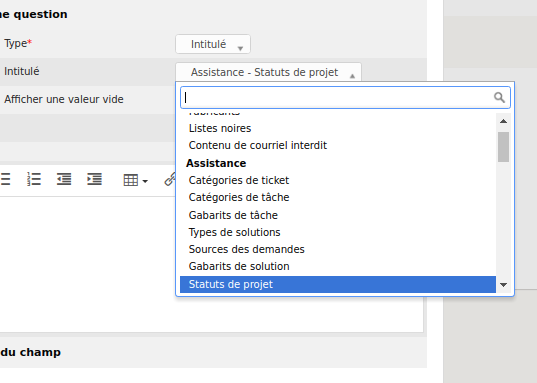 ne question
Type*
Intitulé
Intitulé
Assistance - Statuts de projet
Afficher une valeur vide
Fabricants
Listes noires
Contenu de courriel interdit
Assistance
Catégories de ticket
Catégories de tâche
Gabarits de tâche
Types de solutions
Sources des demandes
Gabarits de solution
Statuts de projet
du champ